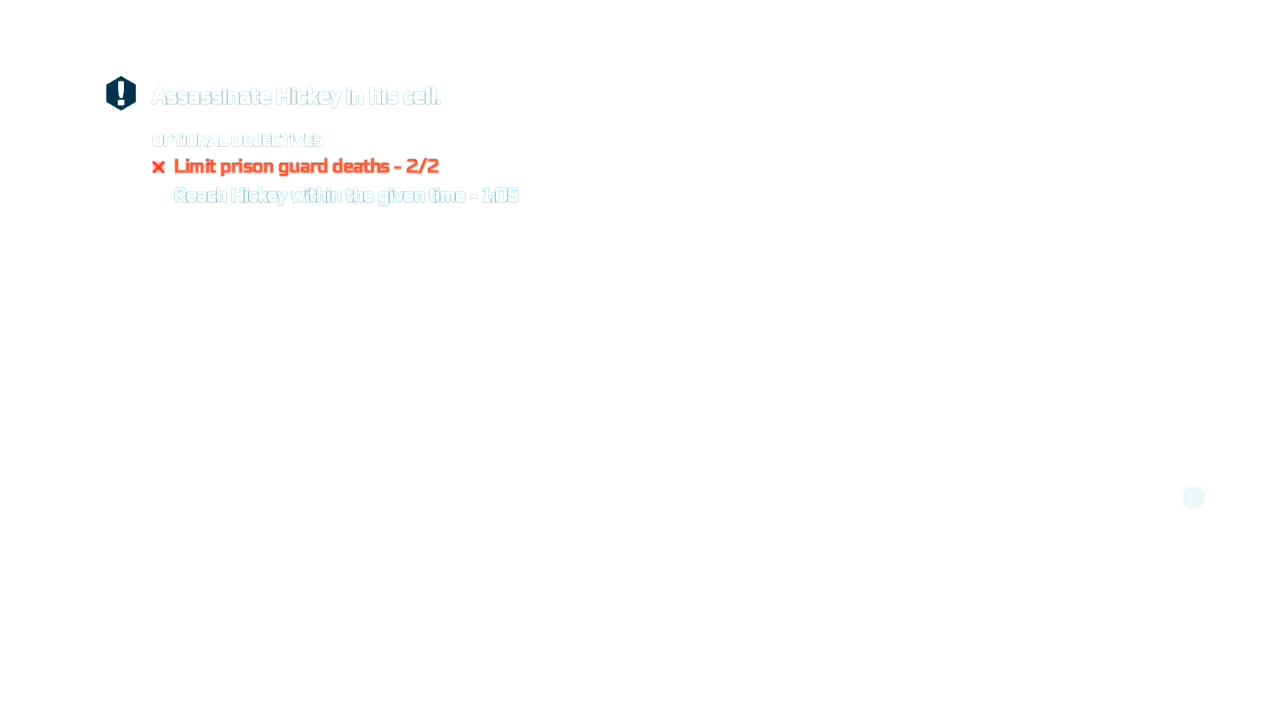 Assassinate Hickey in his cell.
OPTIONAL OBJECTIVES
Limit prison guard deaths - 2/2
Reach Hickey within the given time - 1:05